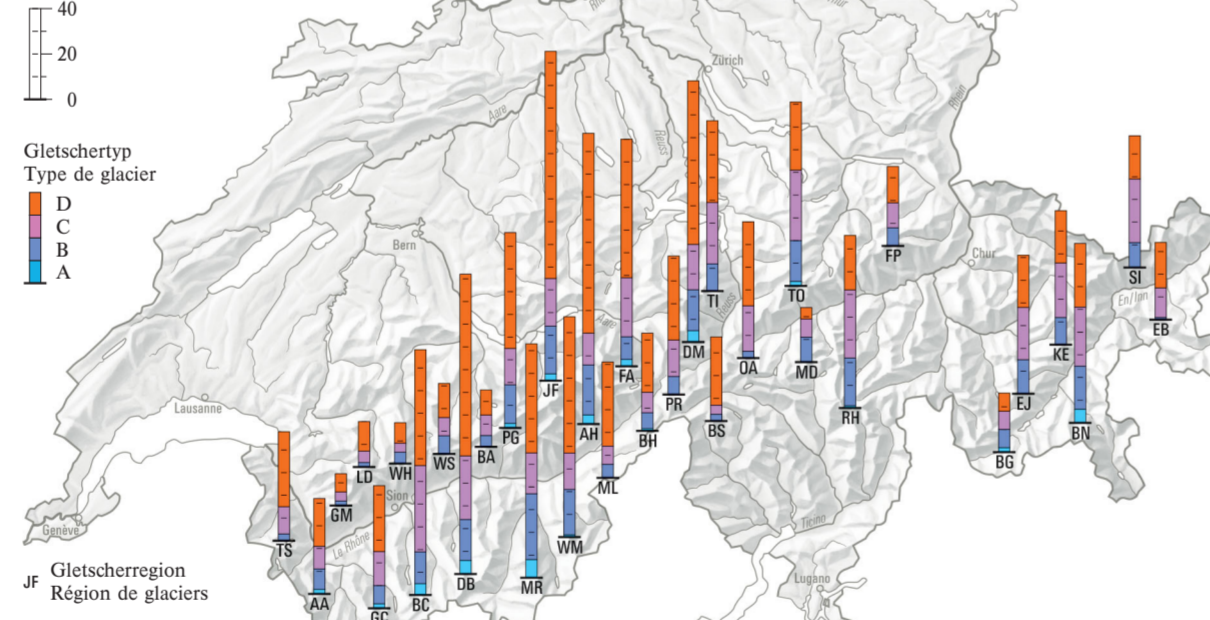 40
20
0
Gletschertyp
Type de glacier
D
C
B
A
Zürich
Aare
Rhein
Reuss
Bern
Chur
FP
TI
TO
SI
En/Inn
EB
Aare
Reuss
DM
KE
OA
MD
FA
JF
PR
EJ
Lausanne
RH
BS
BN
AH
BH
PG
BA
WS
WH
LD
BG
ML
Sion
GM
Genève
Le Rhône
TS
WM
Ticino
JF
Gletscherregion
Région de glaciers
DB
MR
Lugano
AA
BC
GC